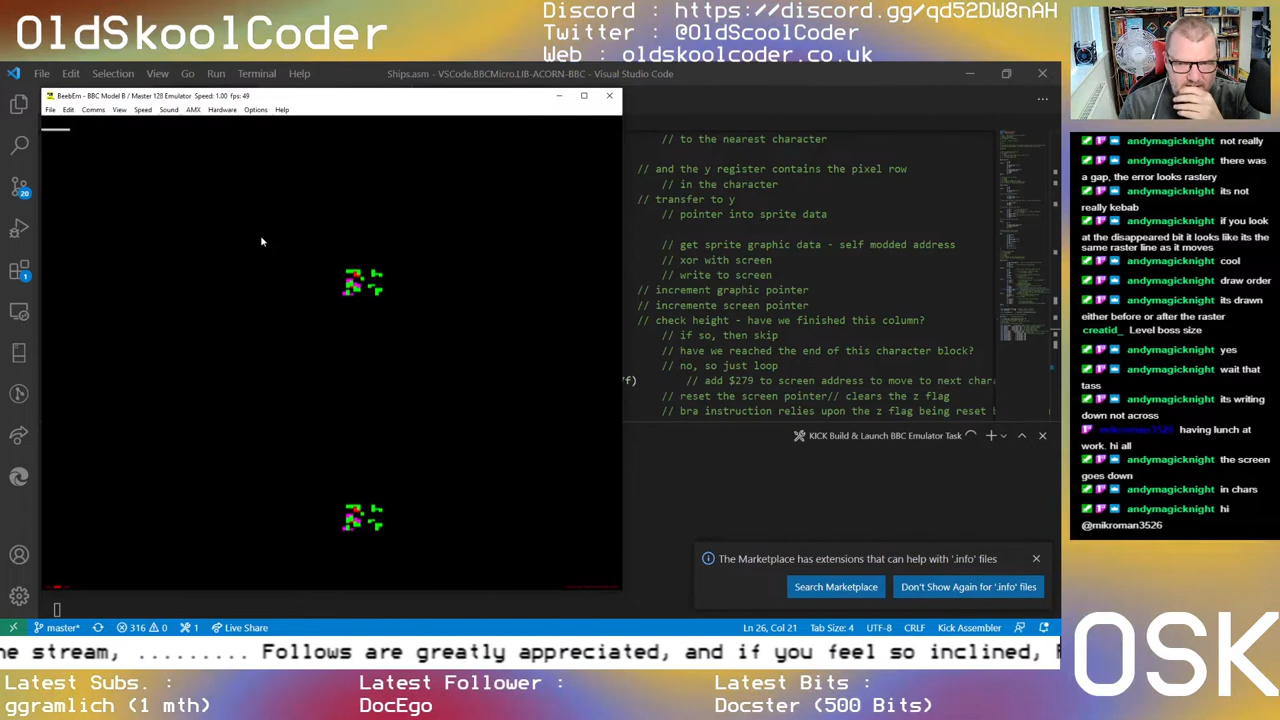 OldSkoolCoder
Discord : https://discord.gg/qd52DW8nAH
Twitter : @OldScoolCoder
Web : oldskoolcoder.co.uk
File Edit Selection View Go Run Terminal Help
Ships.asm - VSCode.BBCMicro.LIB-ACORN-BBC - Visual Studio Code
BeebEm - BBC Model B / Master 128 Emulator Speed: 1.00 fps: 49
File Edit Comms View Speed Sound AMX Hardware Options Help
// to the nearest character
// and the y register contains the pixel row
// in the character
// transfer to y
// pointer into sprite data
// get sprite graphic data - self modded address
// xor with screen
// write to screen
// increment graphic pointer
// incremente screen pointer
// check height - have we finished this column?
// if so, then skip
// have we reached the end of this character block?
// no, so just loop
f) // add $279 to screen address to move to next chara
// reset the screen pointer// clears the z flag
// bra instruction relies upon the z flag being reset b
KICK Build & Launch BBC Emulator Task
The Marketplace has extensions that can help with '.info' files
Search Marketplace
Don't Show Again for '.info' files
20
1
master* 316 0 1 Live Share
Ln 26, Col 21 Tab Size: 4 UTF-8 CRLF Kick Assembler
andymagicknight not really
andymagicknight there was
a gap, the error looks rastery
andymagicknight its not
really kebab
andymagicknight if you look
at the disappeared bit it looks like its the
same raster line as it moves
andymagicknight cool
andymagicknight draw order
andymagicknight its drawn
either before or after the raster
creatid_ Level boss size
andymagicknight yes
andymagicknight wait that
tass
andymagicknight its writing
down not across
mikroman3526 having lunch at
work. hi all
andymagicknight the screen
goes down
andymagicknight in chars
andymagicknight hi
@mikroman3526
OSK
ne stream, ......... Follows are greatly appreciated, and if you feel so inclined,
Latest Subs. :
ggramlich (1 mth)
Latest Follower :
DocEgo
Latest Bits :
Docster (500 Bits)